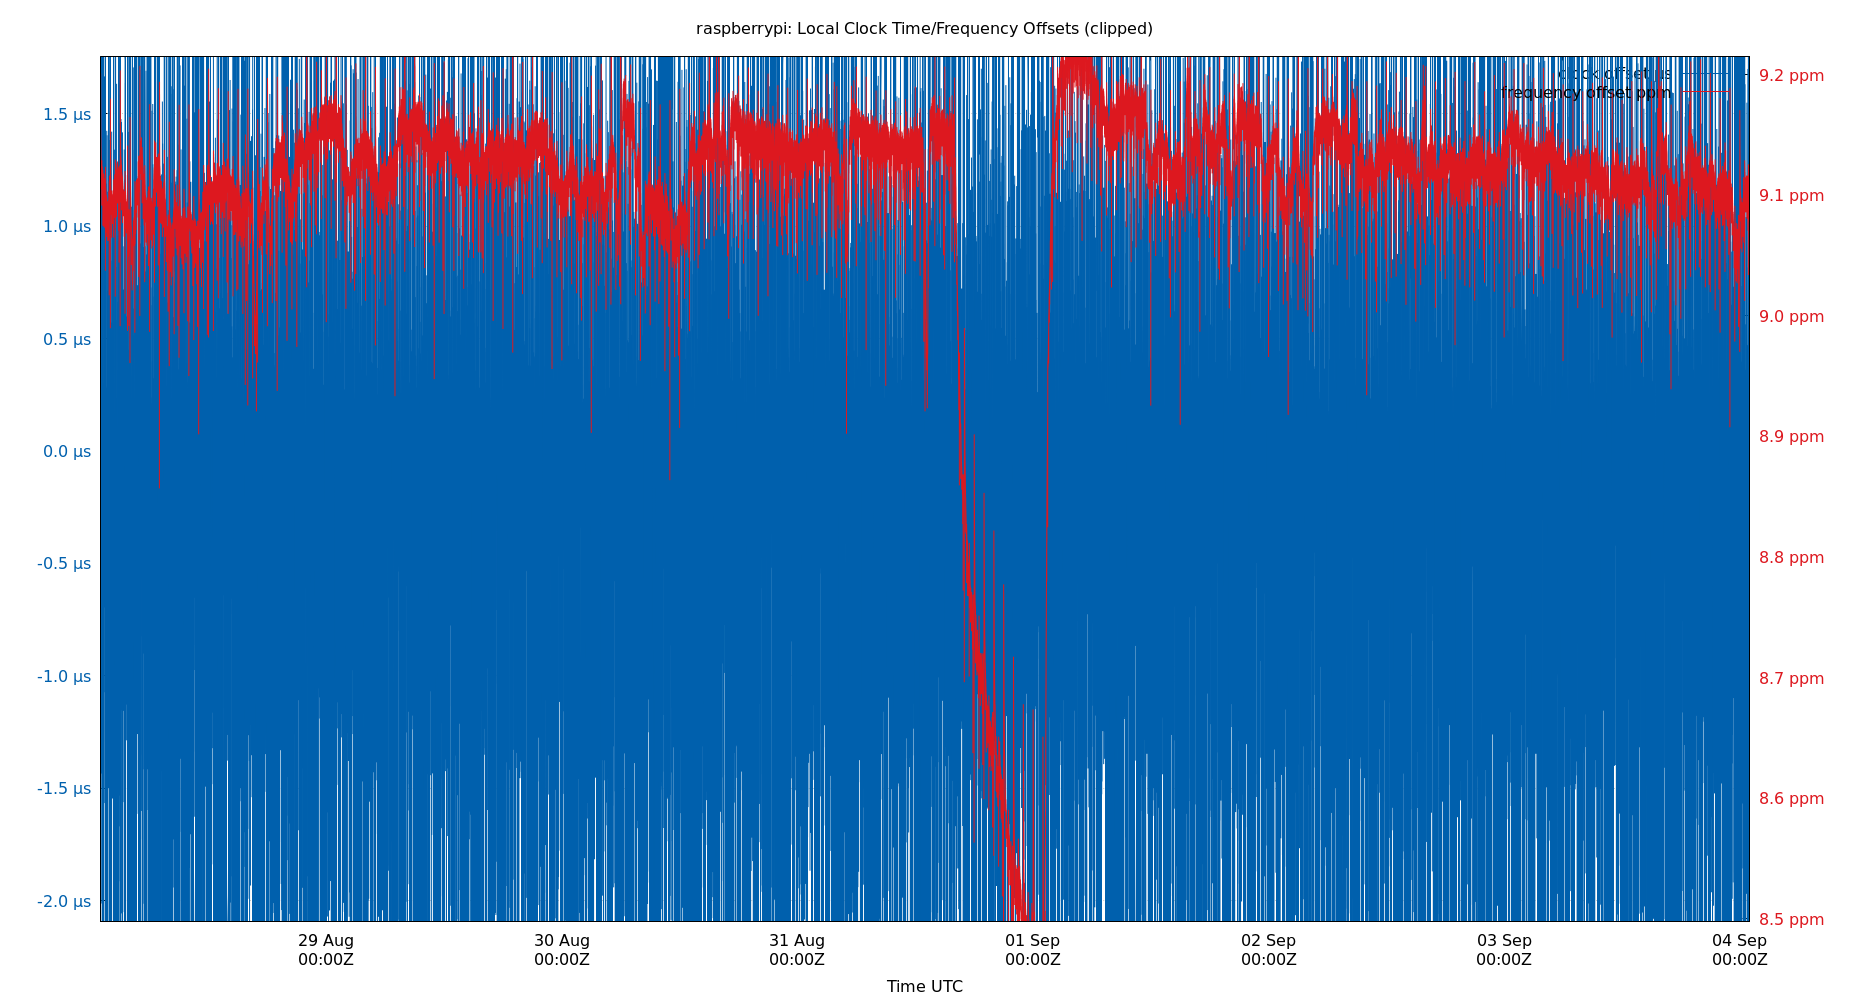 raspberrypi: Local Clock Time/Frequency Offsets (clipped)
clock offset µs
frequency offset ppm
1.5 µs
1.0 µs
0.5 µs
0.0 µs
-0.5 µs
-1.0 µs
-1.5 µs
-2.0 µs
9.2 ppm
9.1 ppm
9.0 ppm
8.9 ppm
8.8 ppm
8.7 ppm
8.6 ppm
8.5 ppm
29 Aug 30 Aug 31 Aug 01 Sep 02 Sep 03 Sep 04 Sep
00:00Z 00:00Z 00:00Z 00:00Z 00:00Z 00:00Z 00:00Z
Time UTC